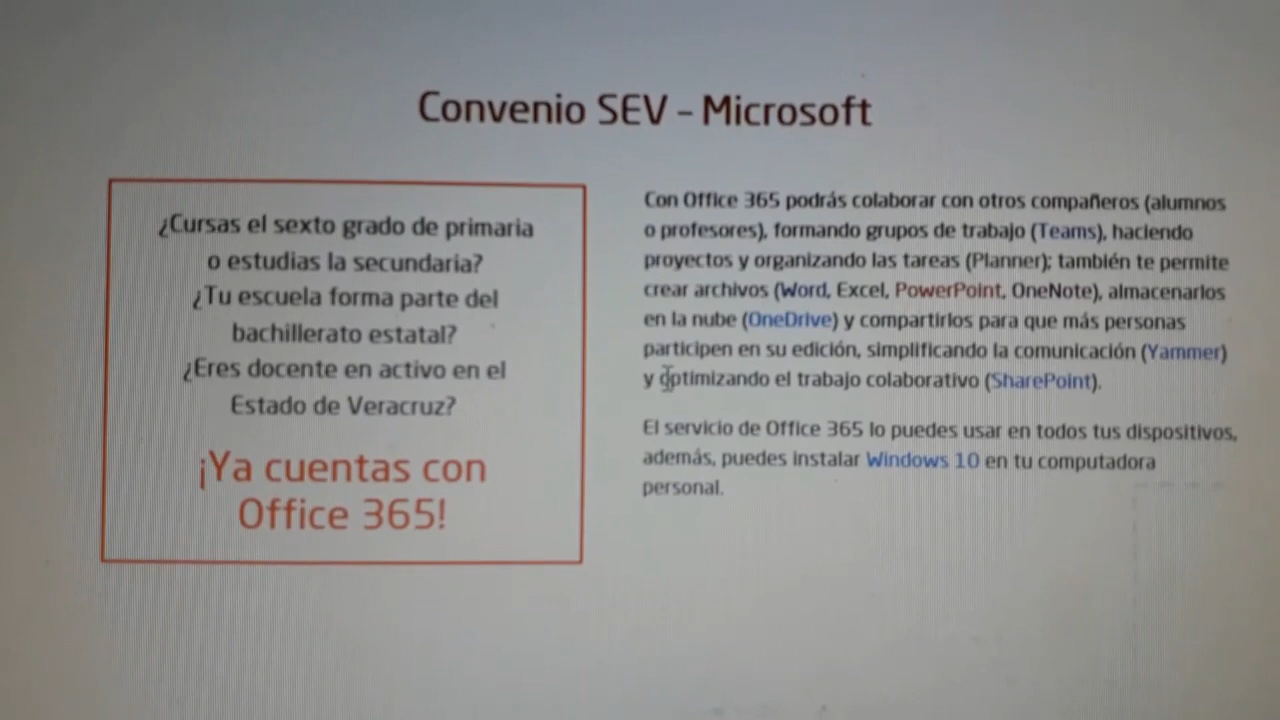 Convenio SEV – Microsoft
¿Cursas el sexto grado de primaria
o estudias la secundaria?
¿Tu escuela forma parte del
bachillerato estatal?
¿Eres docente en activo en el
Estado de Veracruz?
¡Ya cuentas con
Office 365!
Con Office 365 podrás colaborar con otros compañeros (alumnos
o profesores), formando grupos de trabajo (Teams), haciendo
proyectos y organizando las tareas (Planner); también te permite
crear archivos (Word, Excel, PowerPoint, OneNote), almacenarlos
en la nube (OneDrive) y compartirlos para que más personas
participen en su edición, simplificando la comunicación (Yammer)
y optimizando el trabajo colaborativo (SharePoint).
El servicio de Office 365 lo puedes usar en todos tus dispositivos,
además, puedes instalar Windows 10 en tu computadora
personal.